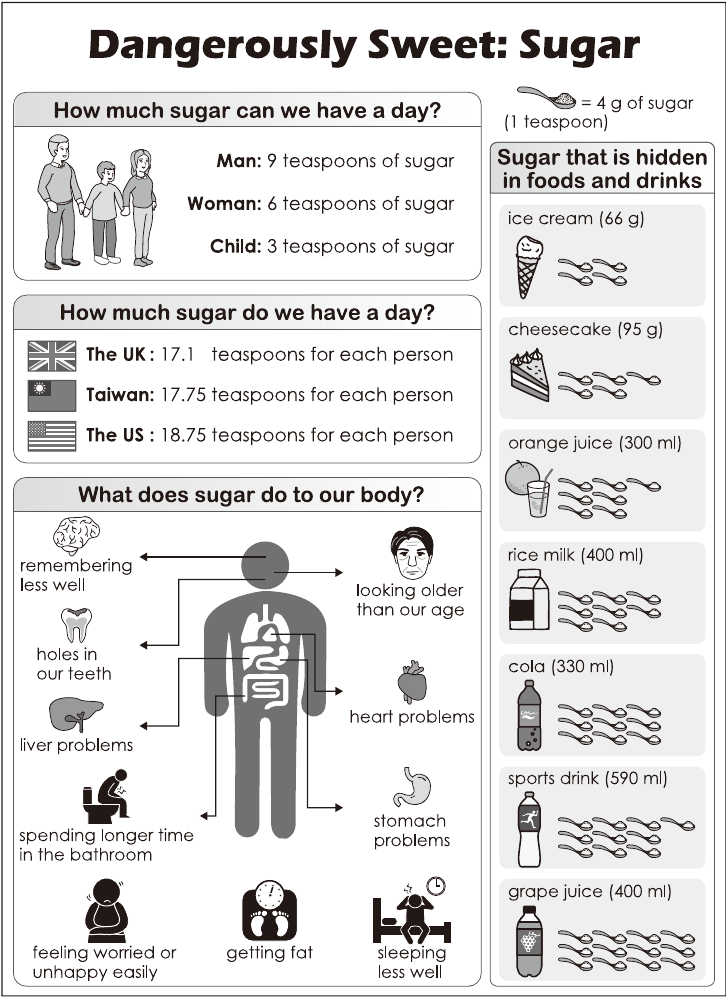 Dangerously Sweet: Sugar
How much sugar can we have a day?
Man: 9 teaspoons of sugar
Woman: 6 teaspoons of sugar
Child: 3 teaspoons of sugar
How much sugar do we have a day?
The UK : 17.1 teaspoons for each person
Taiwan: 17.75 teaspoons for each person
The US : 18.75 teaspoons for each person
What does sugar do to our body?
remembering
less well
looking older
than our age
holes in
our teeth
heart problems
liver problems
stomach
problems
spending longer time
in the bathroom
feeling worried or
unhappy easily
getting fat
sleeping
less well
= 4 g of sugar
(1 teaspoon)
Sugar that is hidden
in foods and drinks
ice cream (66 g)
cheesecake (95 g)
orange juice (300 ml)
rice milk (400 ml)
cola (330 ml)
sports drink (590 ml)
grape juice (400 ml)